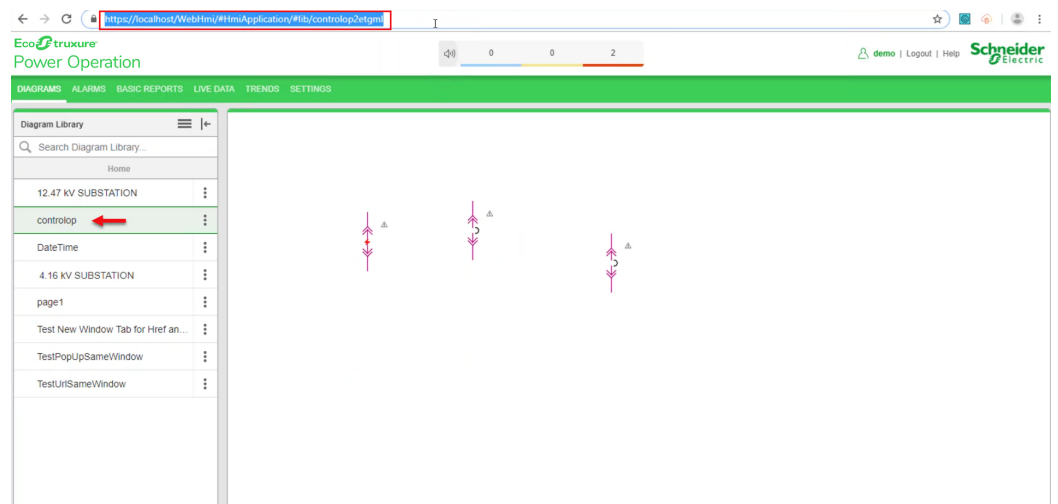 https://localhost/WebHmi/#HmiApplication/#lib/controlop2etgml
EcoStruxure
Power Operation
0 0 2
demo | Logout | Help
Schneider Electric
DIAGRAMS ALARMS BASIC REPORTS LIVE DATA TRENDS SETTINGS
Diagram Library
Search Diagram Library...
Home
12.47 kV SUBSTATION
controlop
DateTime
4.16 kV SUBSTATION
page1
Test New Window Tab for Href an...
TestPopUpSameWindow
TestUrlSameWindow